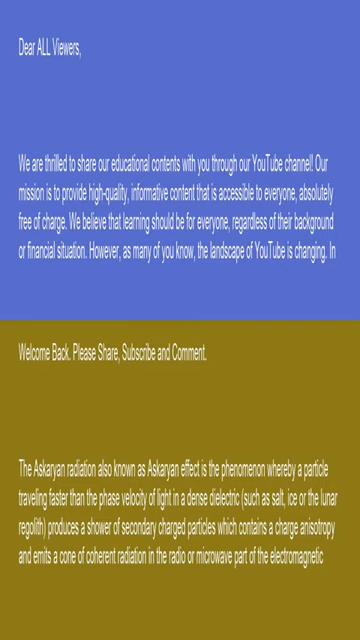 Dear ALL Viewers,
We are thrilled to share our educational contents with you through our YouTube channel! Our
mission is to provide high-quality, informative content that is accessible to everyone, absolutely
free of charge. We believe that learning should be for everyone, regardless of their background
or financial situation. However, as many of you know, the landscape of YouTube is changing. In
Welcome Back. Please Share, Subscribe and Comment.
The Askaryan radiation also known as Askaryan effect is the phenomenon whereby a particle
traveling faster than the phase velocity of light in a dense dielectric (such as salt, ice or the lunar
regolith) produces a shower of secondary charged particles which contains a charge anisotropy
and emits a cone of coherent radiation in the radio or microwave part of the electromagnetic